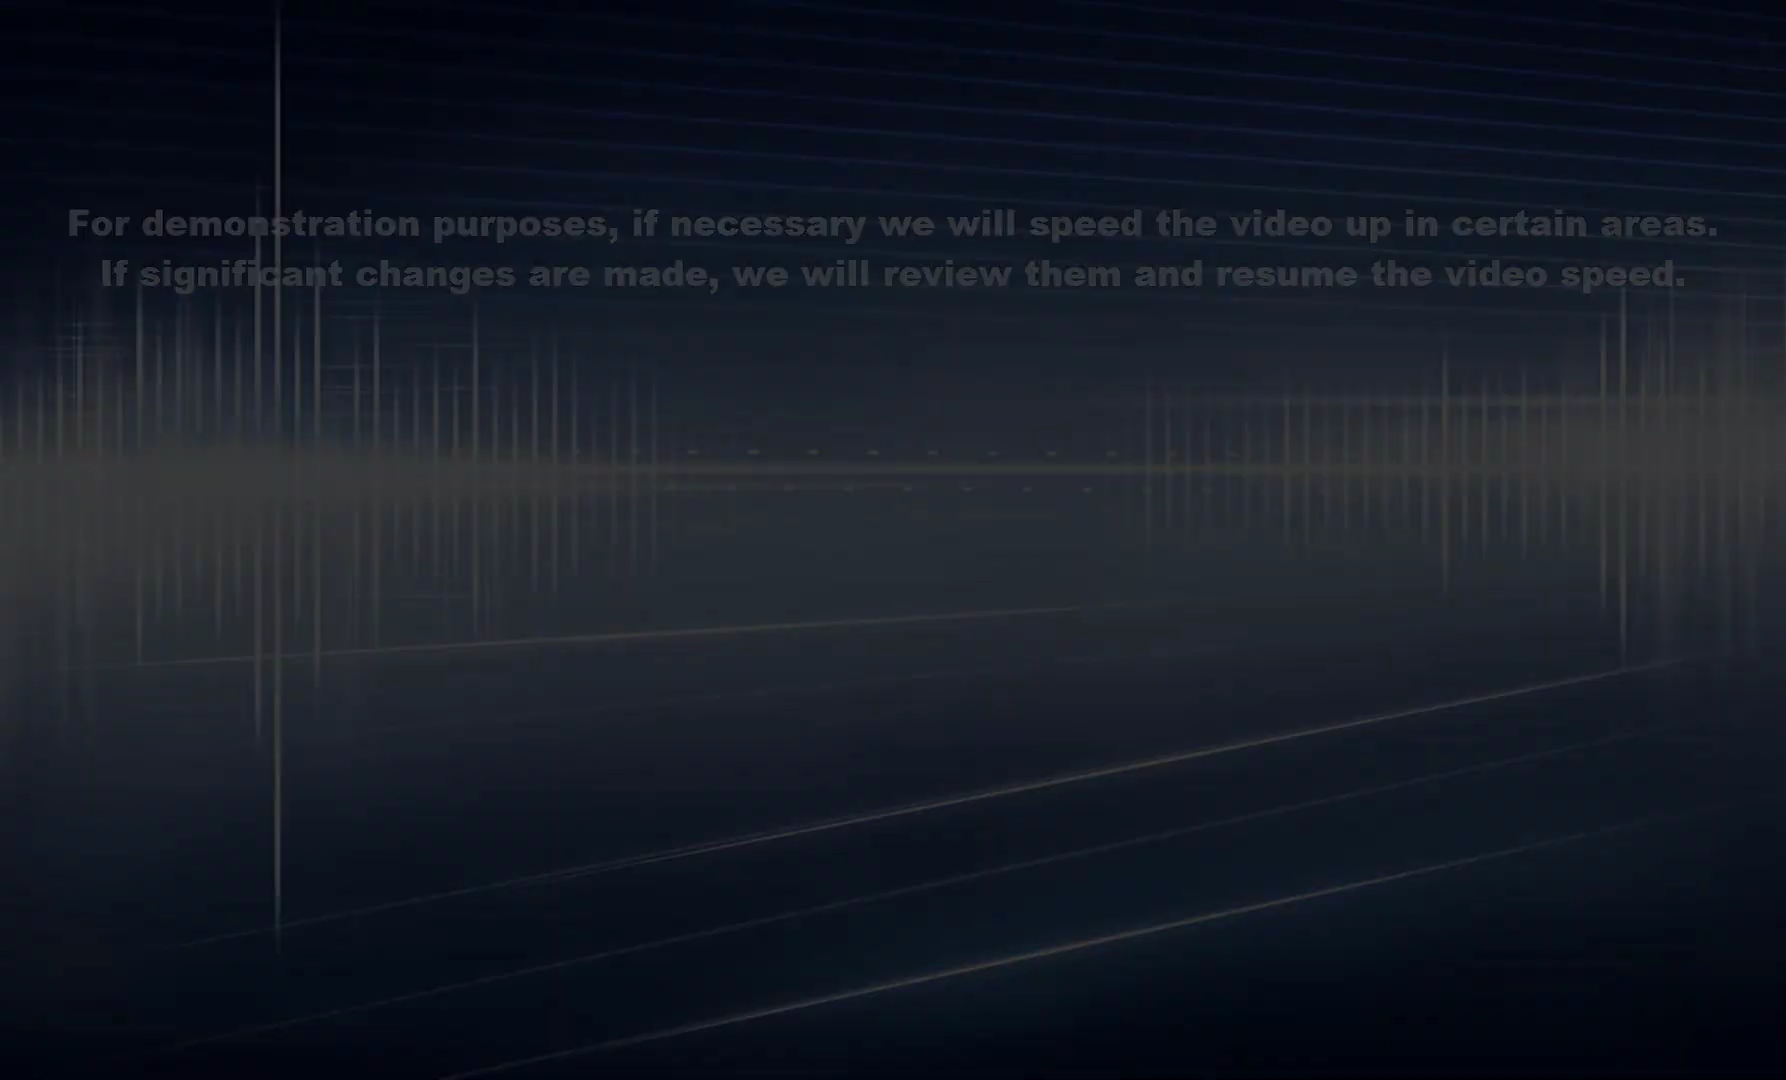 For demonstration purposes, if necessary we will speed the video up in certain areas.
If significant changes are made, we will review them and resume the video speed.